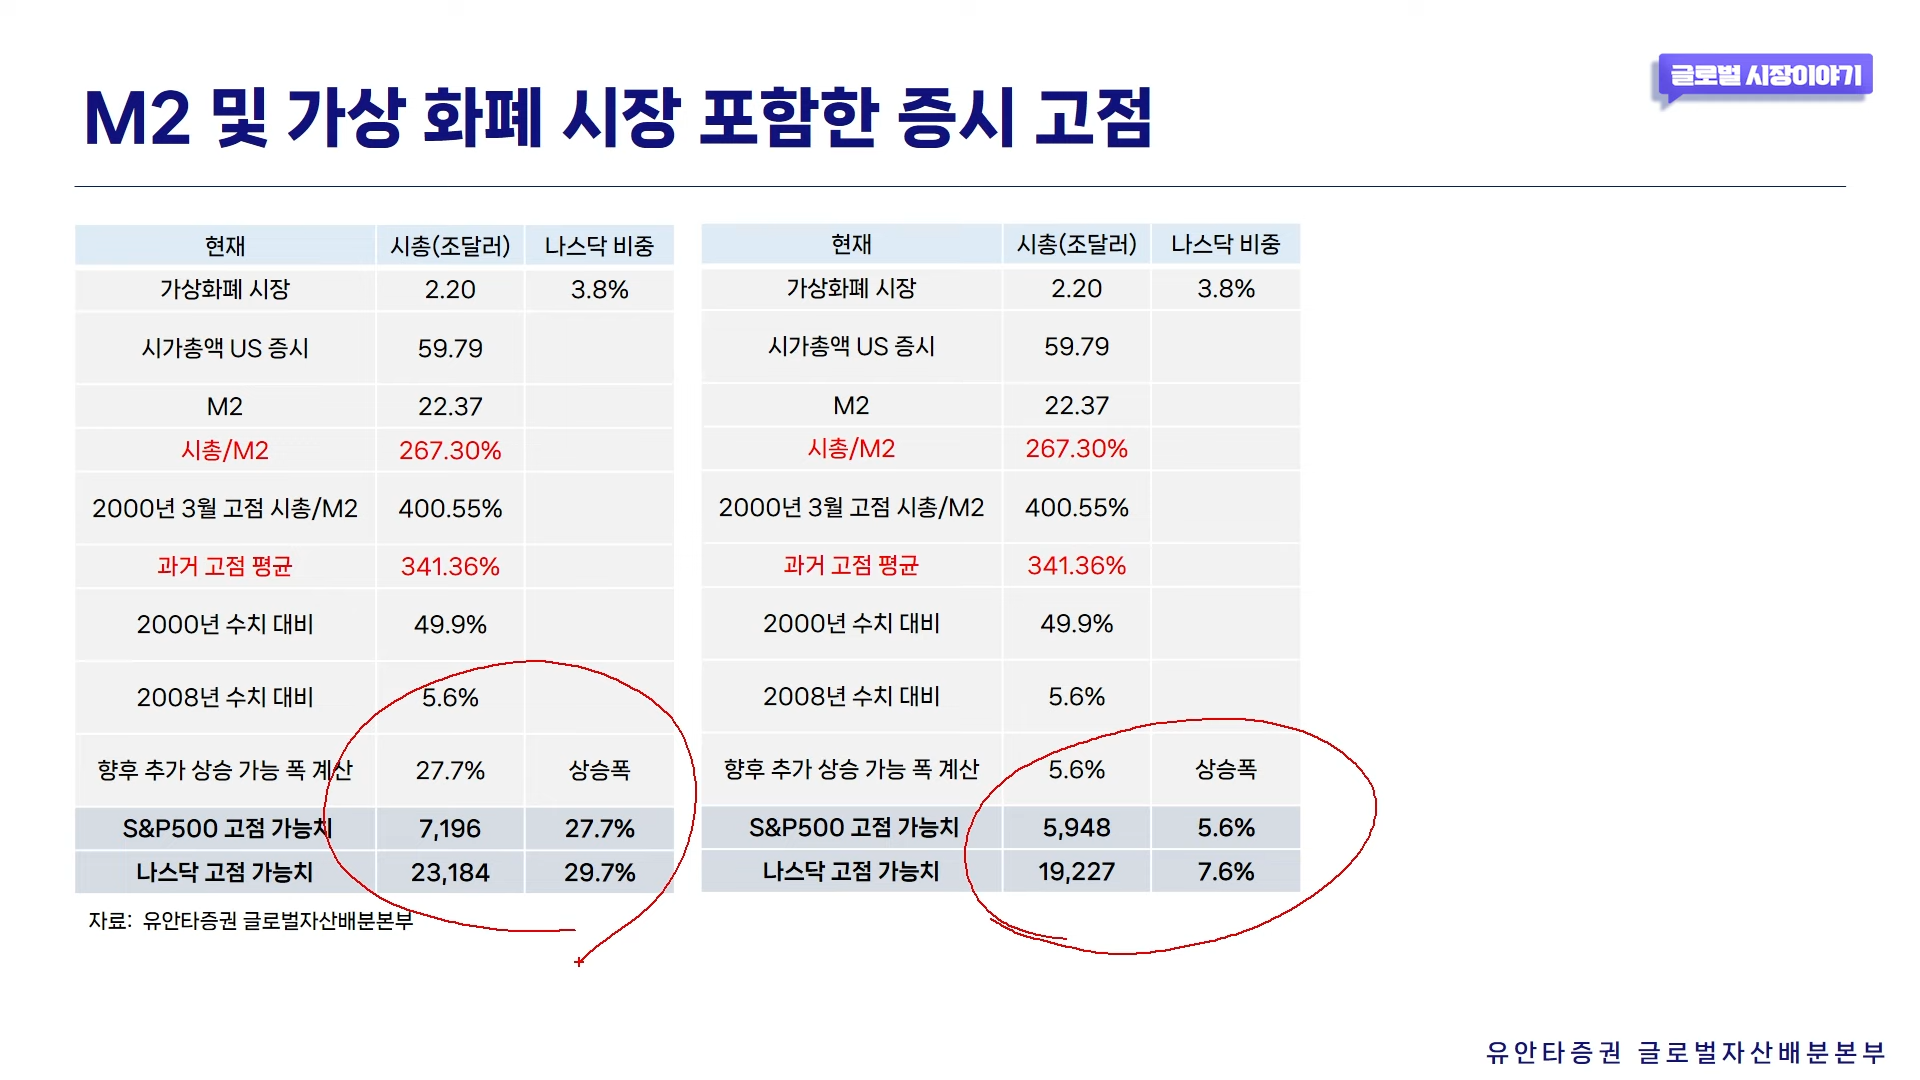 글로벌 시장이야기
M2 및 가상 화폐 시장 포함한 증시 고점
현재 시총(조달러) 나스닥 비중
가상화폐 시장 2.20 3.8%
시가총액 US 증시 59.79
M2 22.37
시총/M2 267.30%
2000년 3월 고점 시총/M2 400.55%
과거 고점 평균 341.36%
2000년 수치 대비 49.9%
2008년 수치 대비 5.6%
향후 추가 상승 가능 폭 계산 27.7% 상승폭
S&P500 고점 가능치 7,196 27.7%
나스닥 고점 가능치 23,184 29.7%
자료: 유안타증권 글로벌자산배분본부
현재 시총(조달러) 나스닥 비중
가상화폐 시장 2.20 3.8%
시가총액 US 증시 59.79
M2 22.37
시총/M2 267.30%
2000년 3월 고점 시총/M2 400.55%
과거 고점 평균 341.36%
2000년 수치 대비 49.9%
2008년 수치 대비 5.6%
향후 추가 상승 가능 폭 계산 5.6% 상승폭
S&P500 고점 가능치 5,948 5.6%
나스닥 고점 가능치 19,227 7.6%
유안타증권 글로벌자산배분본부